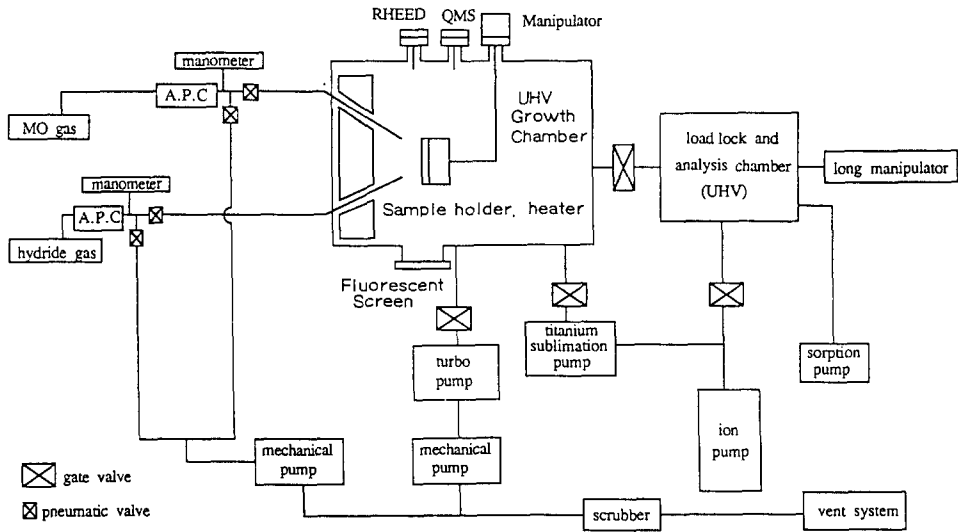 RHEED
QMS
Manipulator
manometer
A.P.C
MO gas
UHV
Growth
Chamber
load lock and
analysis chamber
(UHV)
long manipulator
manometer
A.P.C
hydride gas
Sample holder, heater
Fluorescent
Screen
titanium
sublimation
pump
turbo
pump
sorption
pump
ion
pump
mechanical
pump
mechanical
pump
gate valve
pneumatic valve
scrubber
vent system